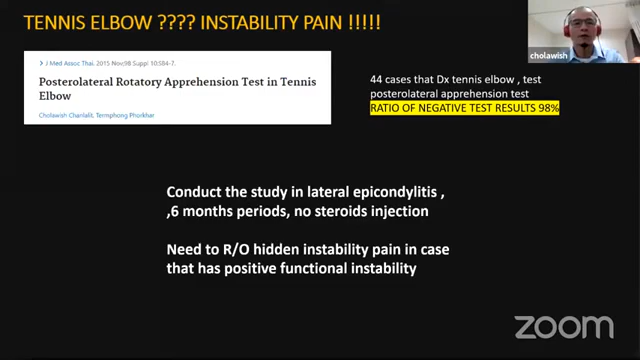 TENNIS ELBOW ???? INSTABILITY PAIN !!!!!
cholawish
> J Med Assoc Thai. 2015 Nov;98 Suppl 10:S84-7.
Posterolateral Rotatory Apprehension Test in Tennis
Elbow
Cholawish Chanlalit, Termphong Phorkhar
44 cases that Dx tennis elbow , test
posterolateral apprehension test
RATIO OF NEGATIVE TEST RESULTS 98%
Conduct the study in lateral epicondylitis ,
,6 months periods, no steroids injection
Need to R/O hidden instability pain in case
that has positive functional instability
zoom